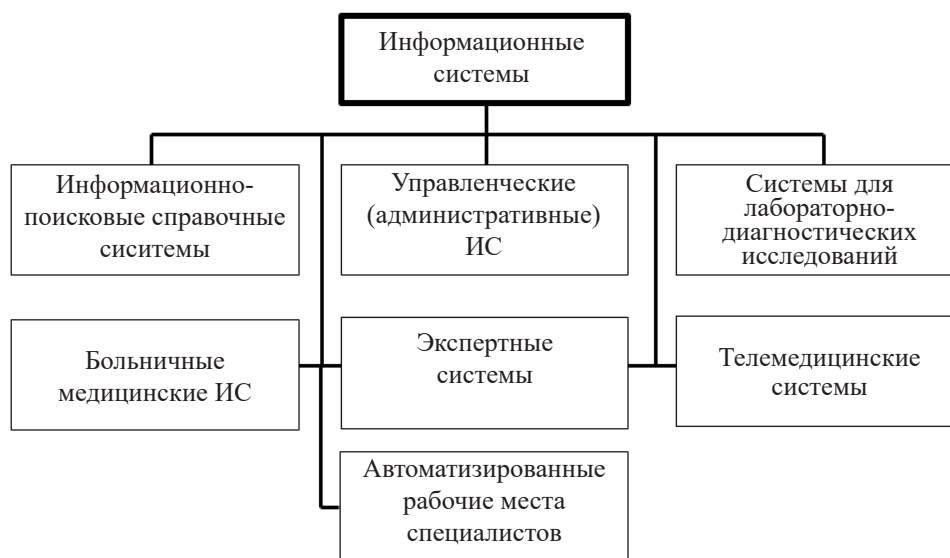 Информационные
системы
Информационно-
поисковые справочные
сиситемы
Управленческие
(административные)
ИС
Системы для
лабораторно-
диагностических
исследований
Больничные
медицинские ИС
Экспертные
системы
Телемедицинские
системы
Автоматизированные
рабочие места
специалистов